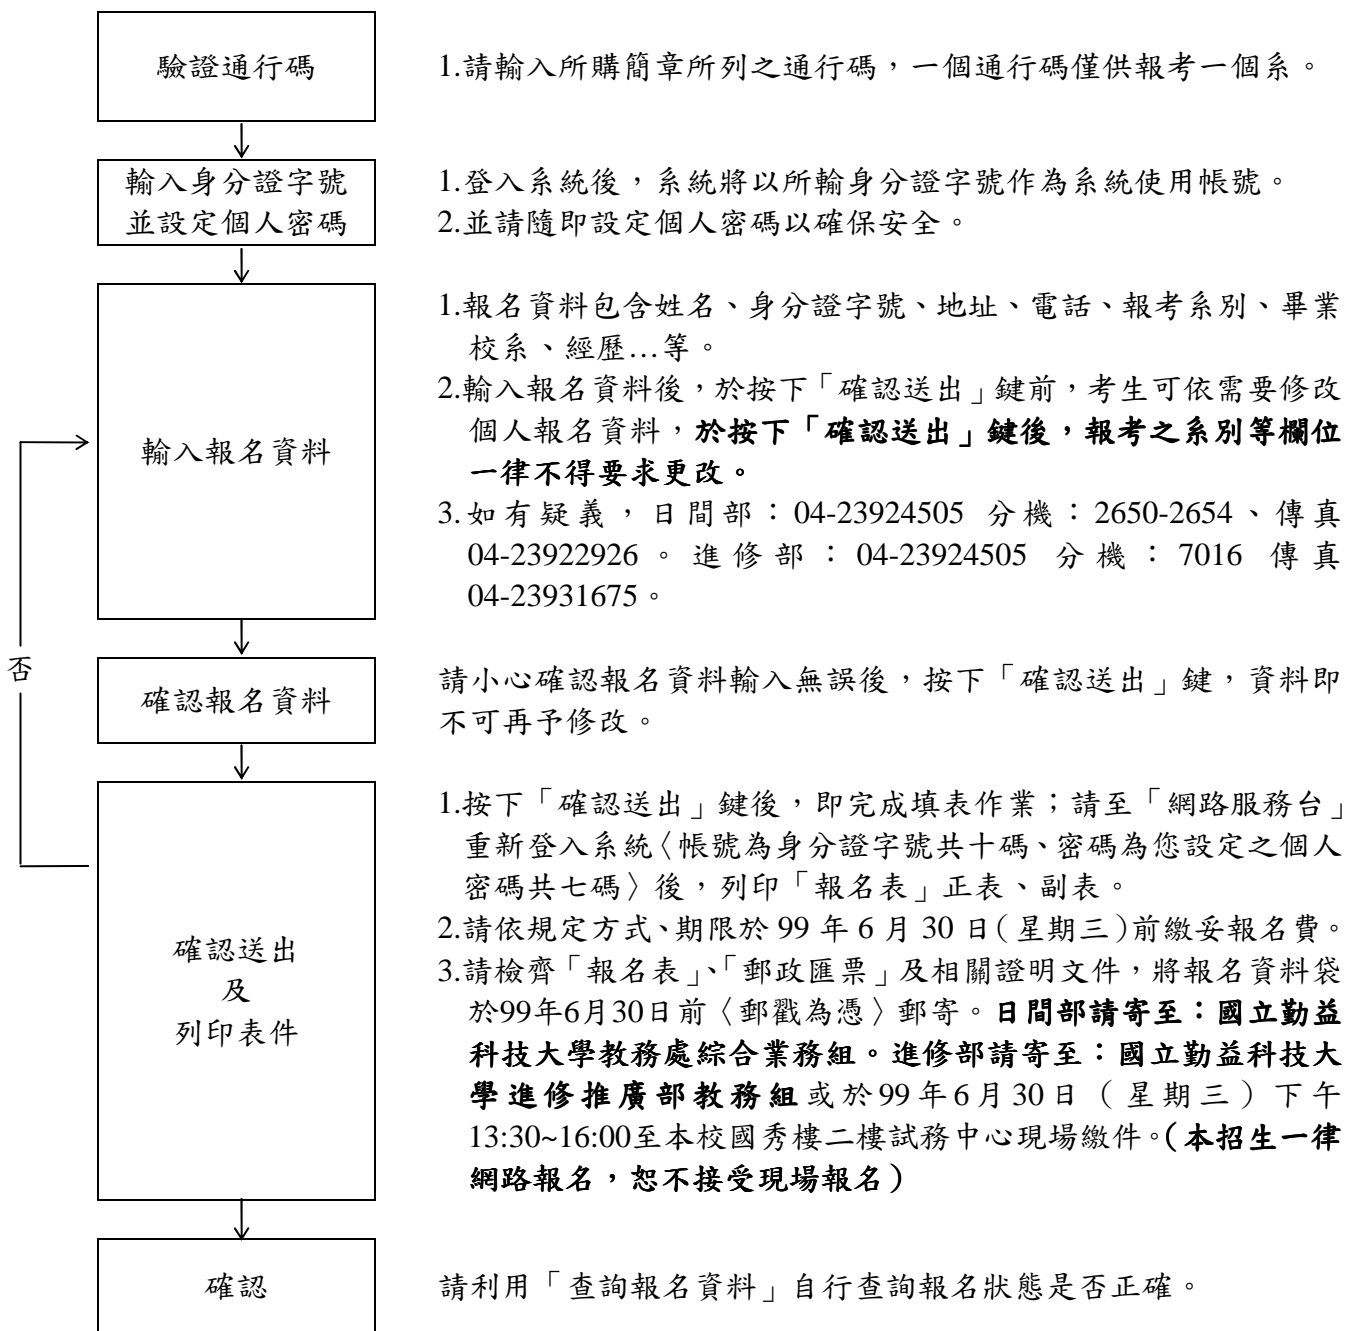 驗證通行碼
1.請輸入所購簡章所列之通行碼，一個通行碼僅供報考一個系。
輸入身分證字號
並設定個人密碼
1.登入系統後，系統將以所輸身分證字號作為系統使用帳號。
2.並請隨即設定個人密碼以確保安全。
輸入報名資料
1.報名資料包含姓名、身分證字號、地址、電話、報考系別、畢業
校系、經歷…等。
2.輸入報名資料後，於按下「確認送出」鍵前，考生可依需要修改
個人報名資料，於按下「確認送出」鍵後，報考之系別等欄位
一律不得要求更改。
3.如有疑義，日間部：04-23924505 分機：2650-2654、傳真
04-23922926。進修部：04-23924505 分機：7016 傳真
04-23931675。
否
確認報名資料
請小心確認報名資料輸入無誤後，按下「確認送出」鍵，資料即
不可再予修改。
確認送出
及
列印表件
1.按下「確認送出」鍵後，即完成填表作業；請至「網路服務台」
重新登入系統〈帳號為身分證字號共十碼、密碼為您設定之個人
密碼共七碼〉後，列印「報名表」正表、副表。
2.請依規定方式、期限於 99 年 6 月 30 日(星期三)前繳妥報名費。
3.請檢齊「報名表」、「郵政匯票」及相關證明文件，將報名資料袋
於99年6月30日前〈郵戳為憑〉郵寄。日間部請寄至：國立勤益
科技大學教務處綜合業務組。進修部請寄至：國立勤益科技大
學進修推廣部教務組或於99年6月30日（星期三）下午
13:30~16:00至本校國秀樓二樓試務中心現場繳件。(本招生一律
網路報名，恕不接受現場報名)
確認
請利用「查詢報名資料」自行查詢報名狀態是否正確。